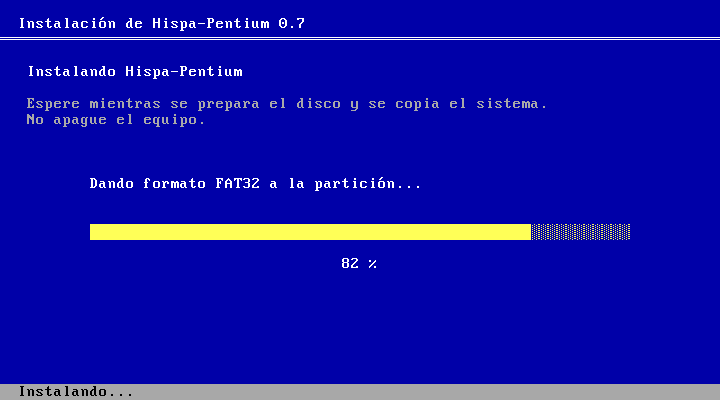 Instalación de Hispa-Pentium 0.7
Instalando Hispa-Pentium
Espere mientras se prepara el disco y se copia el sistema.
No apague el equipo.
Dando formato FAT32 a la partición...
82 %
Instalando...